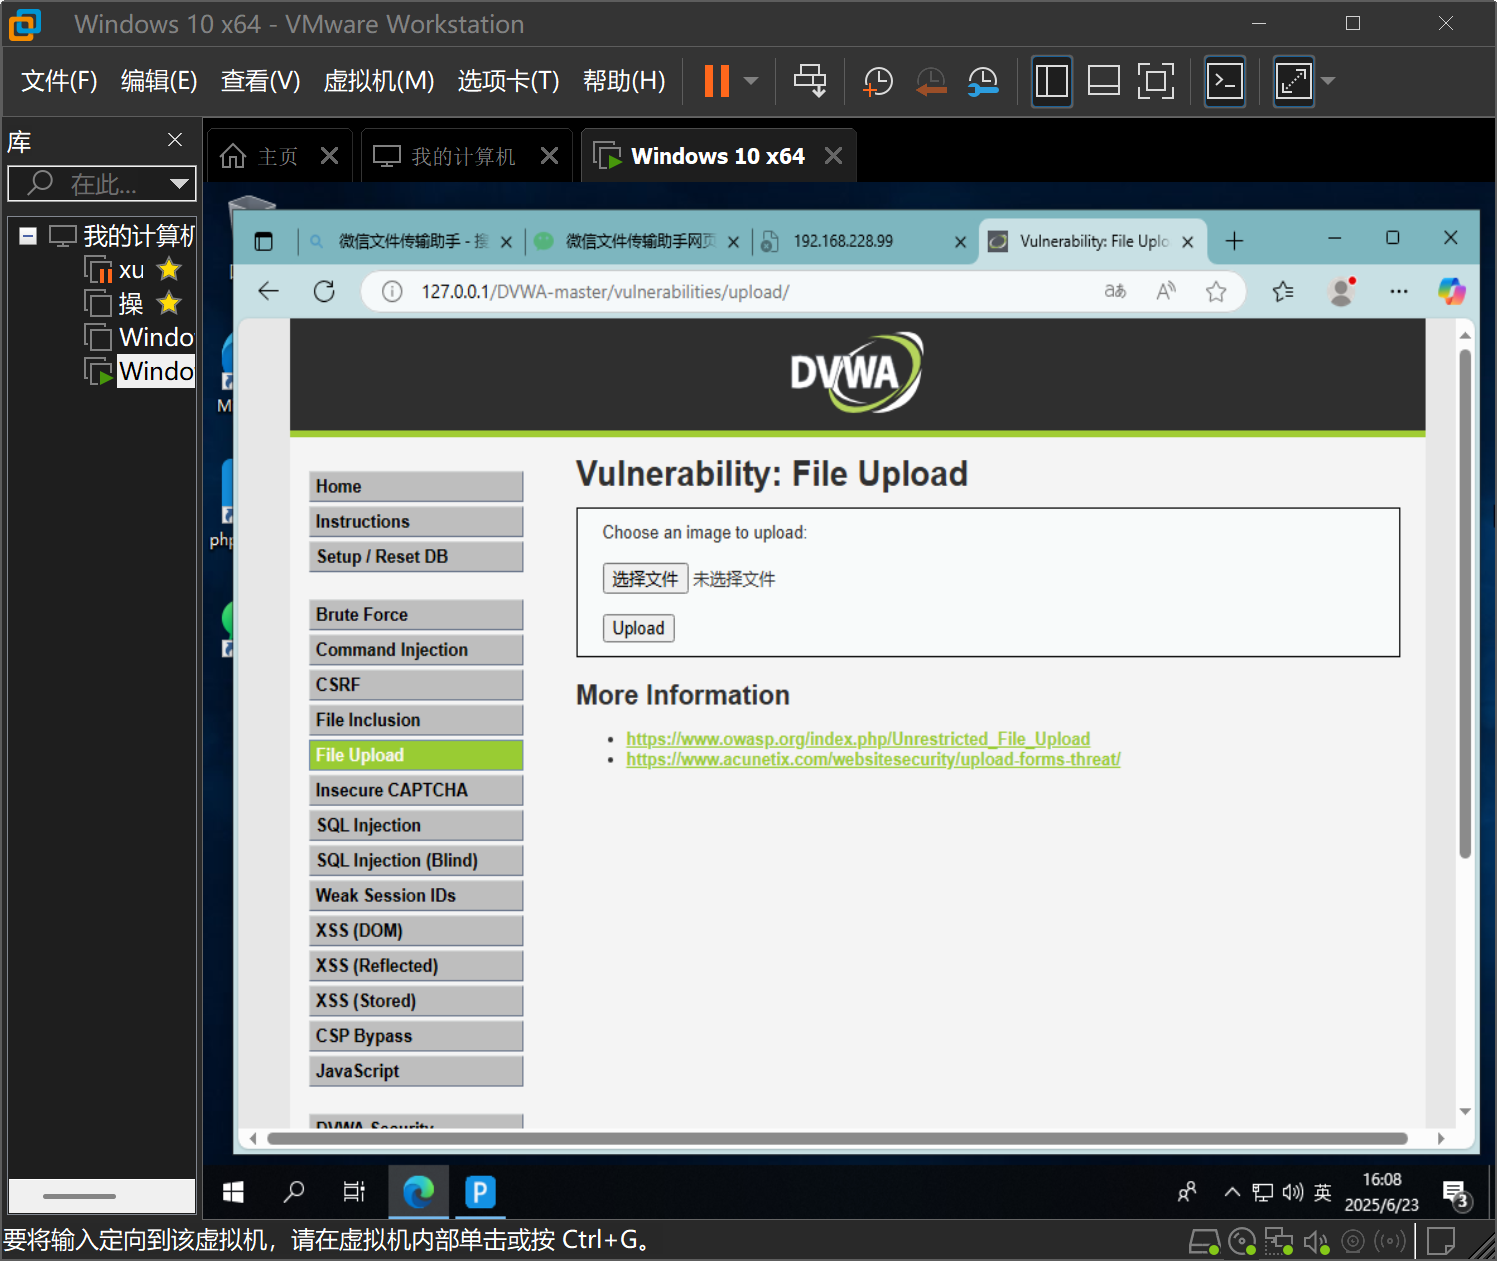 Windows 10 x64 - VMware Workstation
文件(F) 编辑(E) 查看(V) 虚拟机(M) 选项卡(T) 帮助(H)
库
在此...
我的计算机
xu
操
Windo
Windo
主页
我的计算机
Windows 10 x64
微信文件传输助手 - 搜
微信文件传输助手网页
192.168.228.99
Vulnerability: File Uplo
127.0.0.1/DVWA-master/vulnerabilities/upload/
DVWA
Home
Instructions
Setup / Reset DB
Brute Force
Command Injection
CSRF
File Inclusion
File Upload
Insecure CAPTCHA
SQL Injection
SQL Injection (Blind)
Weak Session IDs
XSS (DOM)
XSS (Reflected)
XSS (Stored)
CSP Bypass
JavaScript
DVWA Security
Vulnerability: File Upload
Choose an image to upload:
选择文件 未选择文件
Upload
More Information
https://www.owasp.org/index.php/Unrestricted_File_Upload
https://www.acunetix.com/websitesecurity/upload-forms-threat/
M
php
P
英
16:08
2025/6/23
3
要将输入定向到该虚拟机，请在虚拟机内部单击或按 Ctrl+G。